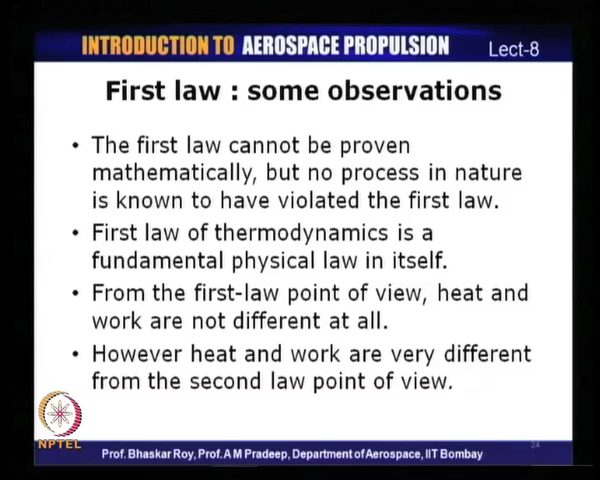 INTRODUCTION TO AEROSPACE PROPULSION
Lect-8
First law : some observations
• The first law cannot be proven
mathematically, but no process in nature
is known to have violated the first law.
• First law of thermodynamics is a
fundamental physical law in itself.
• From the first-law point of view, heat and
work are not different at all.
• However heat and work are very different
from the second law point of view.
NPTEL
24
Prof. Bhaskar Roy, Prof. A M Pradeep, Department of Aerospace, IIT Bombay